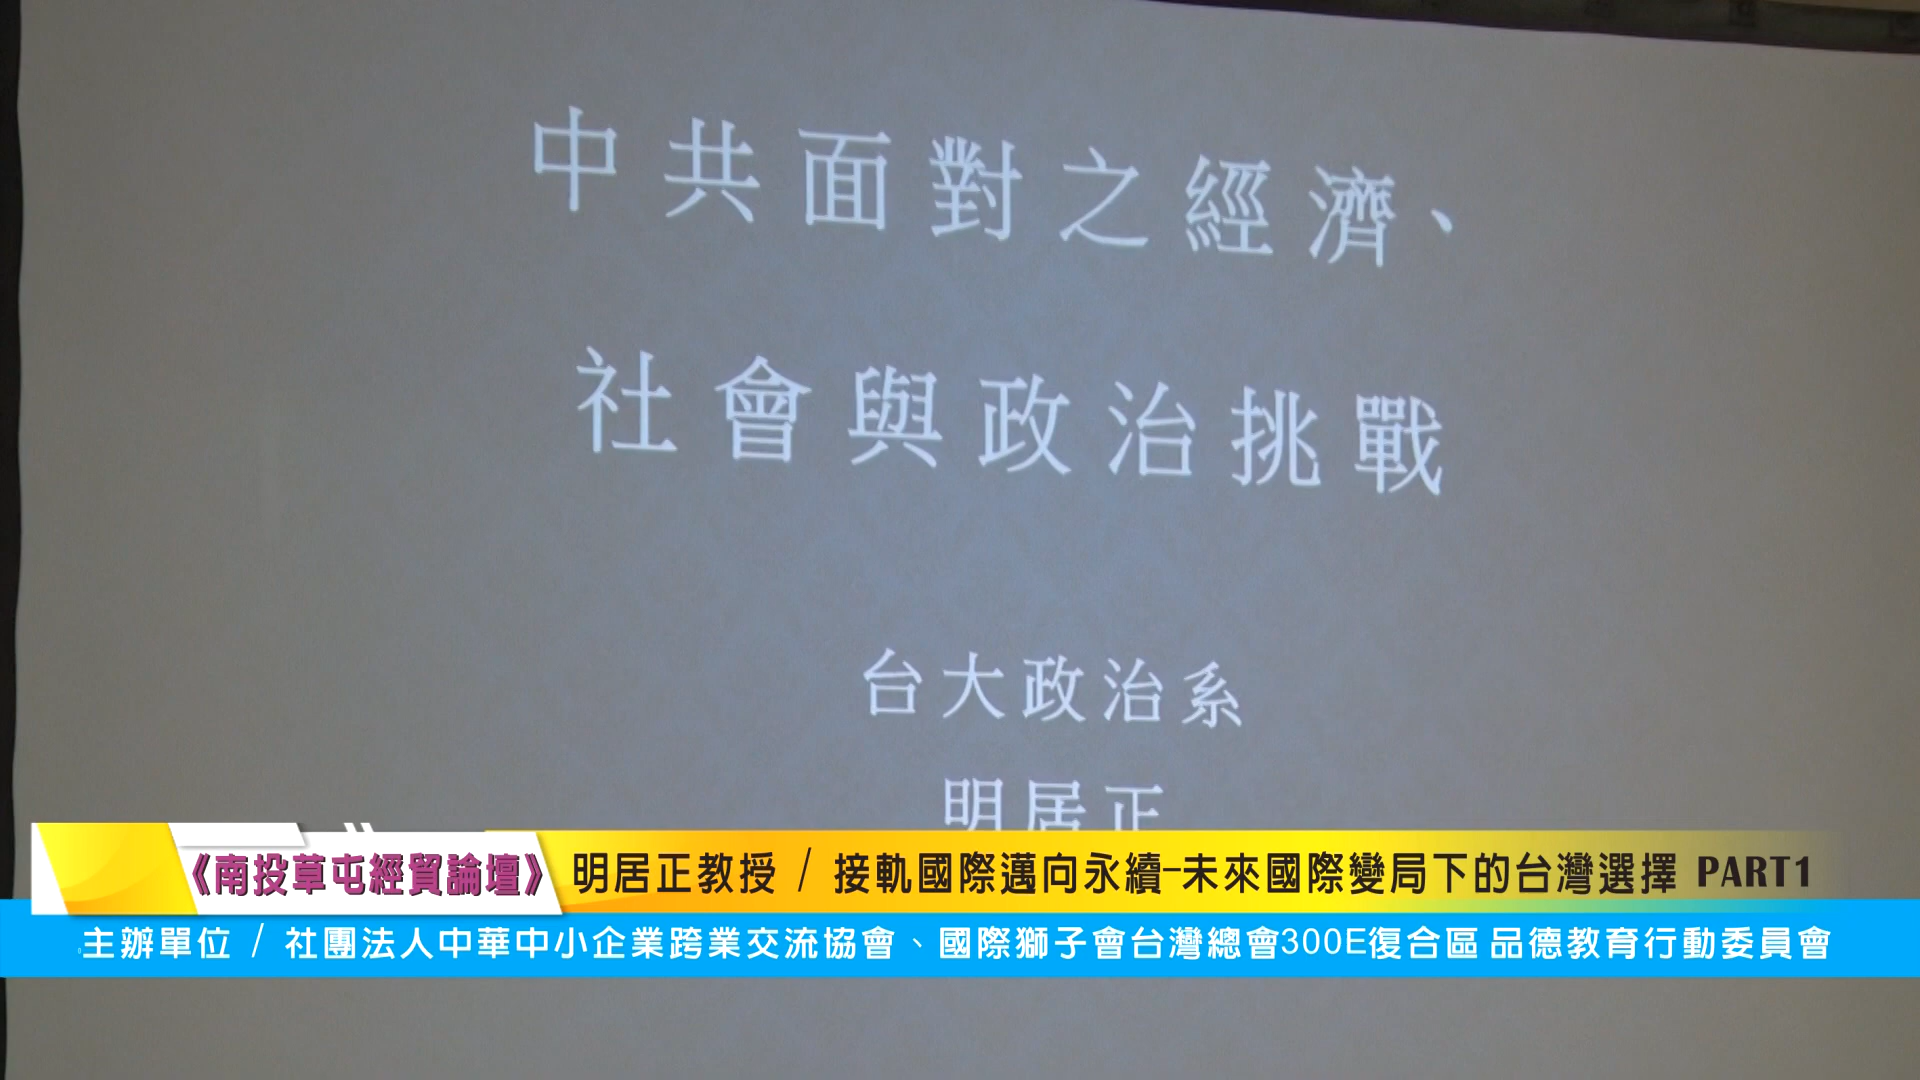 中共面對之經濟、
社會與政治挑戰
台大政治系
明居正
《南投草屯經貿論壇》 明居正教授 / 接軌國際邁向永續-未來國際變局下的台灣選擇 PART1
主辦單位 / 社團法人中華中小企業跨業交流協會、國際獅子會台灣總會300E復合區 品德教育行動委員會